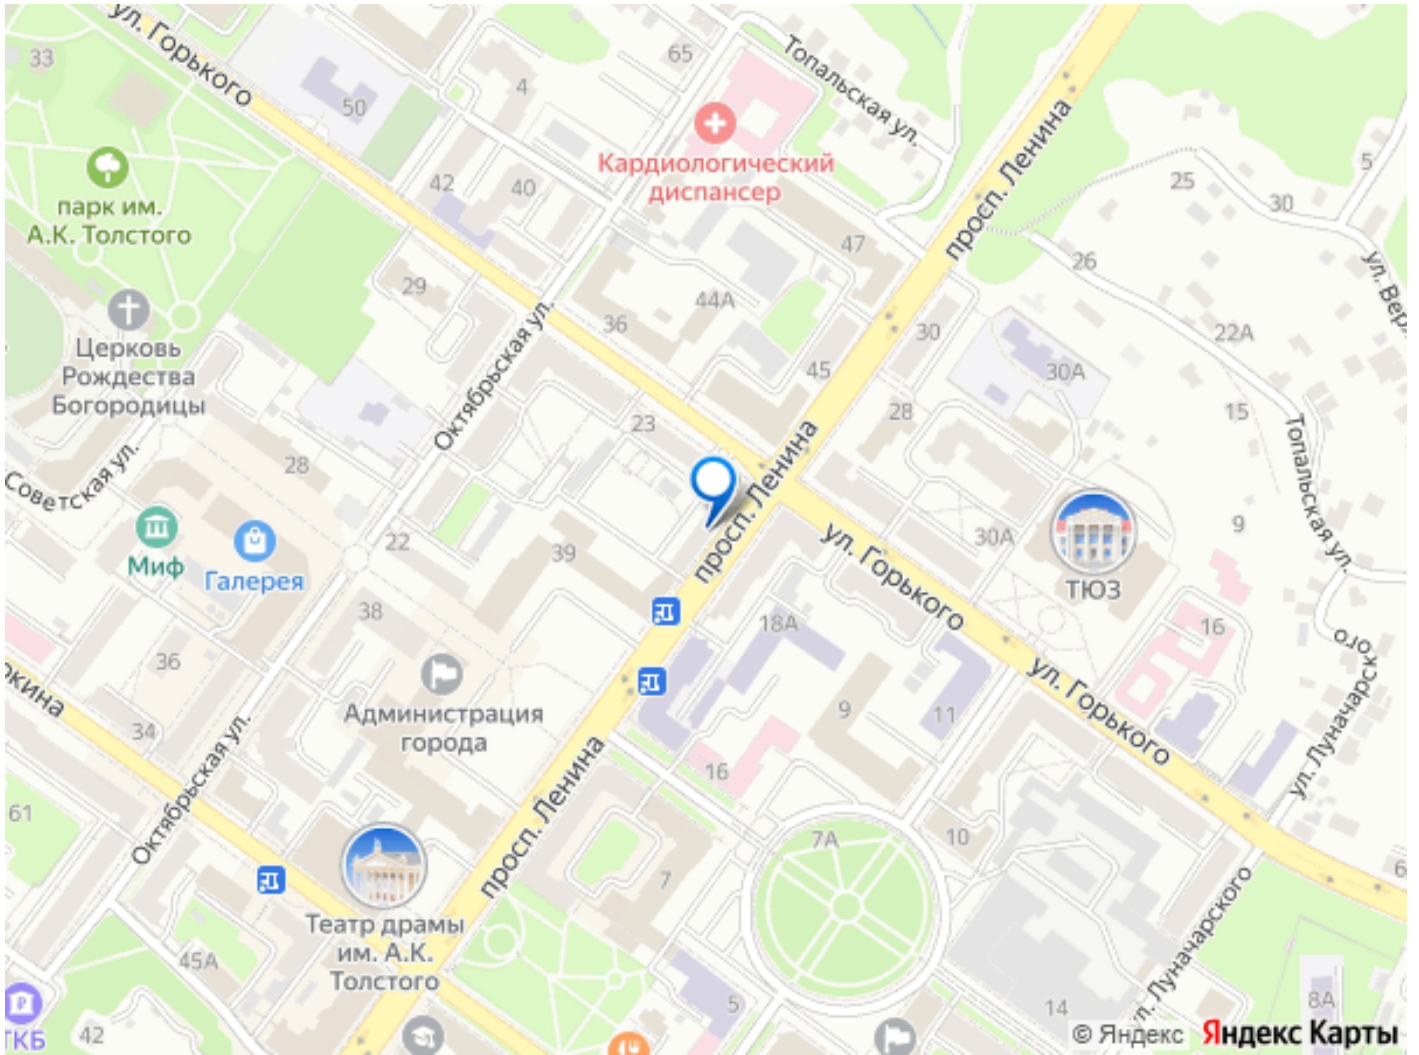 ул. Горького
33
50
4
65
Топальская ул.
Кардиологический
диспансер
просп. Ленина
парк им.
А.К. Толстого
42
40
47
25
30
5
26
ул. Вер
29
44А
36
30
22А
Церковь
Рождества
Богородицы
Октябрьская ул.
45
30А
28
15
Топальская ул.
23
Советская ул.
28
просп. Ленина
Миф
Галерея
22
39
ул. Горького
30А
ТЮЗ
9
38
18А
16
36
Администрация
города
34
Октябрьская ул.
9
11
ул. Горького
ул. Луначарского
16
61
просп. Ленина
7А
10
7
6
Театр драмы
им. А.К.
Толстого
45А
ул. Луначарского
5
14
8А
ТКБ
42
© Яндекс Яндекс Карты